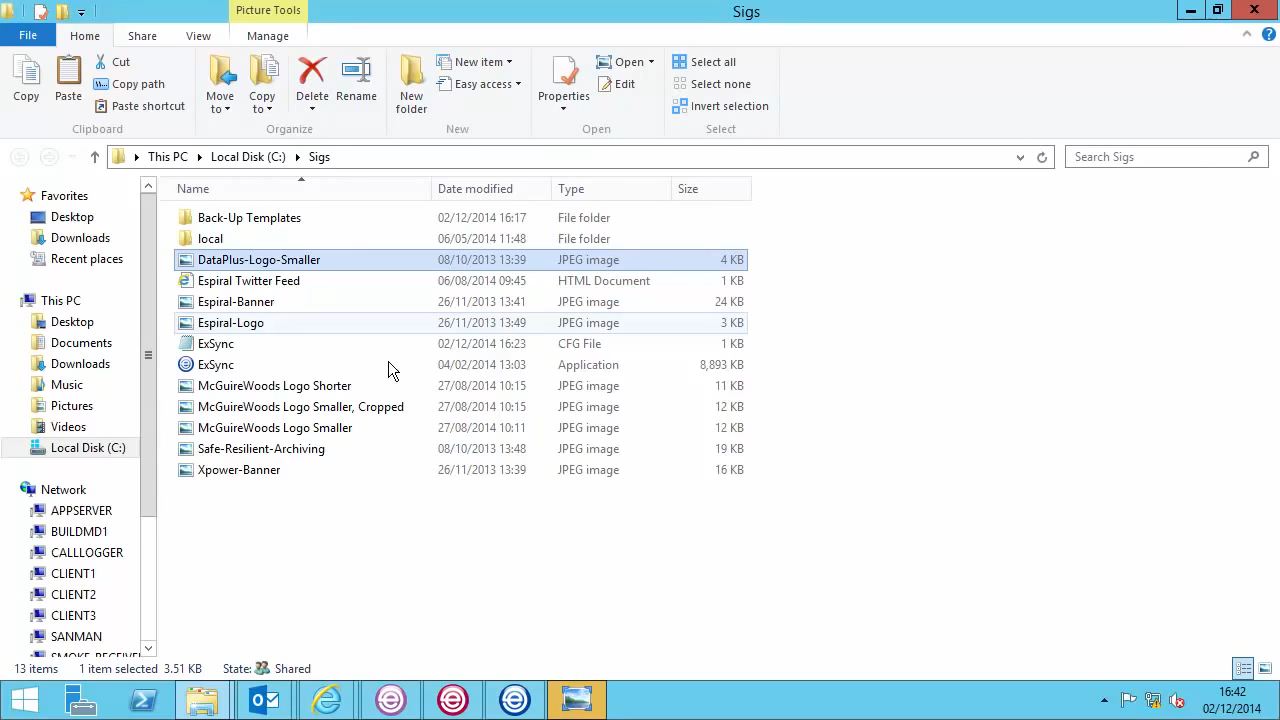 Picture Tools
Sigs
File Home Share View Manage
Copy
Paste
Cut
Copy path
Paste shortcut
Clipboard
Move to
Copy to
Delete
Rename
Organize
New folder
New item
Easy access
New
Properties
Open
Edit
Open
Select all
Select none
Invert selection
Select
This PC Local Disk (C:) Sigs
Search Sigs
Favorites
Desktop
Downloads
Recent places
This PC
Desktop
Documents
Downloads
Music
Pictures
Videos
Local Disk (C:)
Network
APPSERVER
BUILDMD1
CALLLOGGER
CLIENT1
CLIENT2
CLIENT3
SANMAN
Name Date modified Type Size
Back-Up Templates 02/12/2014 16:17 File folder
local 06/05/2014 11:48 File folder
DataPlus-Logo-Smaller 08/10/2013 13:39 JPEG image 4 KB
Espiral Twitter Feed 06/08/2014 09:45 HTML Document 1 KB
Espiral-Banner 26/11/2013 13:41 JPEG image 24 KB
Espiral-Logo 26/11/2013 13:49 JPEG image 3 KB
ExSync 02/12/2014 16:23 CFG File 1 KB
ExSync 04/02/2014 13:03 Application 8,893 KB
McGuireWoods Logo Shorter 27/08/2014 10:15 JPEG image 11 KB
McGuireWoods Logo Smaller, Cropped 27/08/2014 10:15 JPEG image 12 KB
McGuireWoods Logo Smaller 27/08/2014 10:11 JPEG image 12 KB
Safe-Resilient-Archiving 08/10/2013 13:48 JPEG image 19 KB
Xpower-Banner 26/11/2013 13:39 JPEG image 16 KB
13 items 1 item selected 3.51 KB State: Shared
16:42
02/12/2014